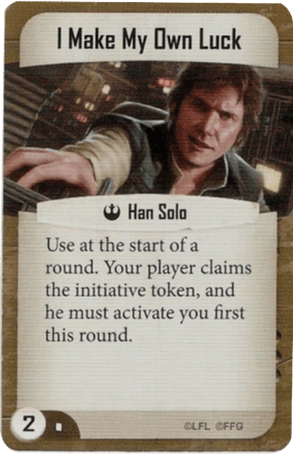 I Make My Own Luck
Han Solo
Use at the start of a
round. Your player claims
the initiative token, and
he must activate you first
this round.
2
©LFL ©FFG